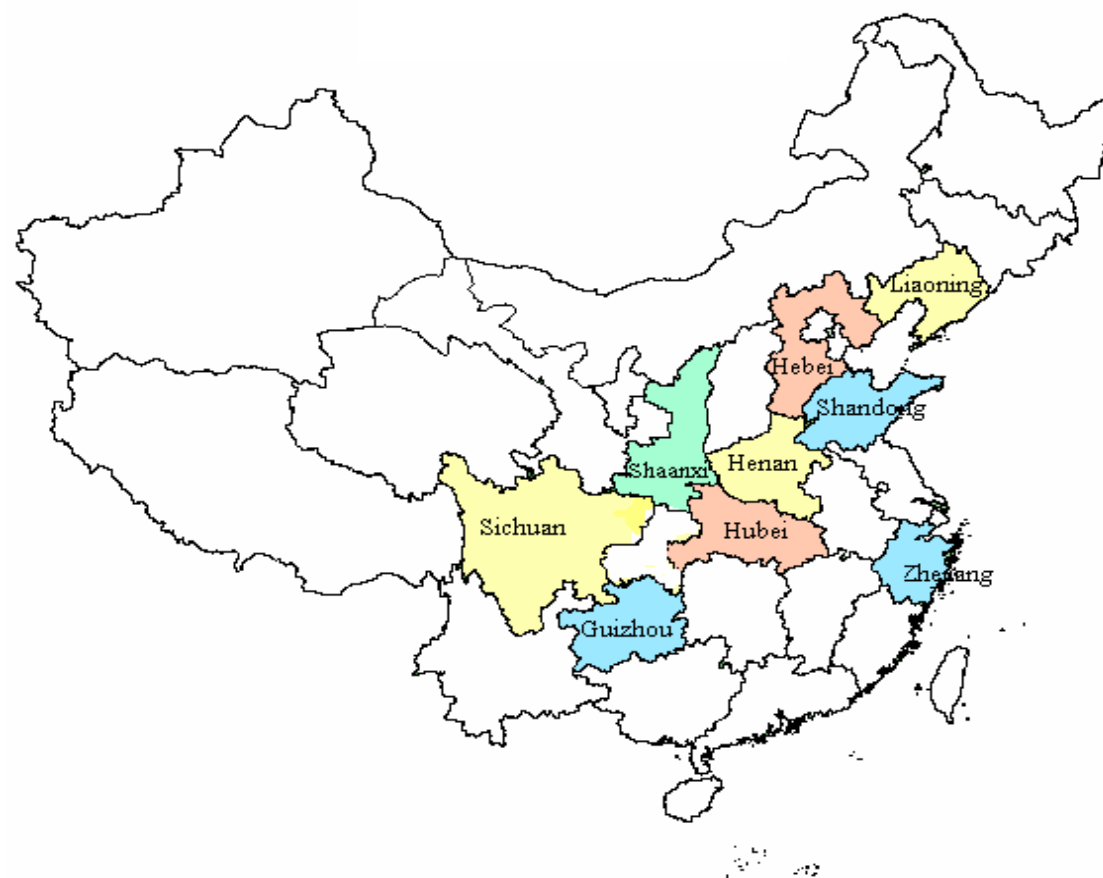 Liaoning
Hebei
Shandong
Henan
Shaanxi
Sichuan
Hubei
Zhejiang
Guizhou